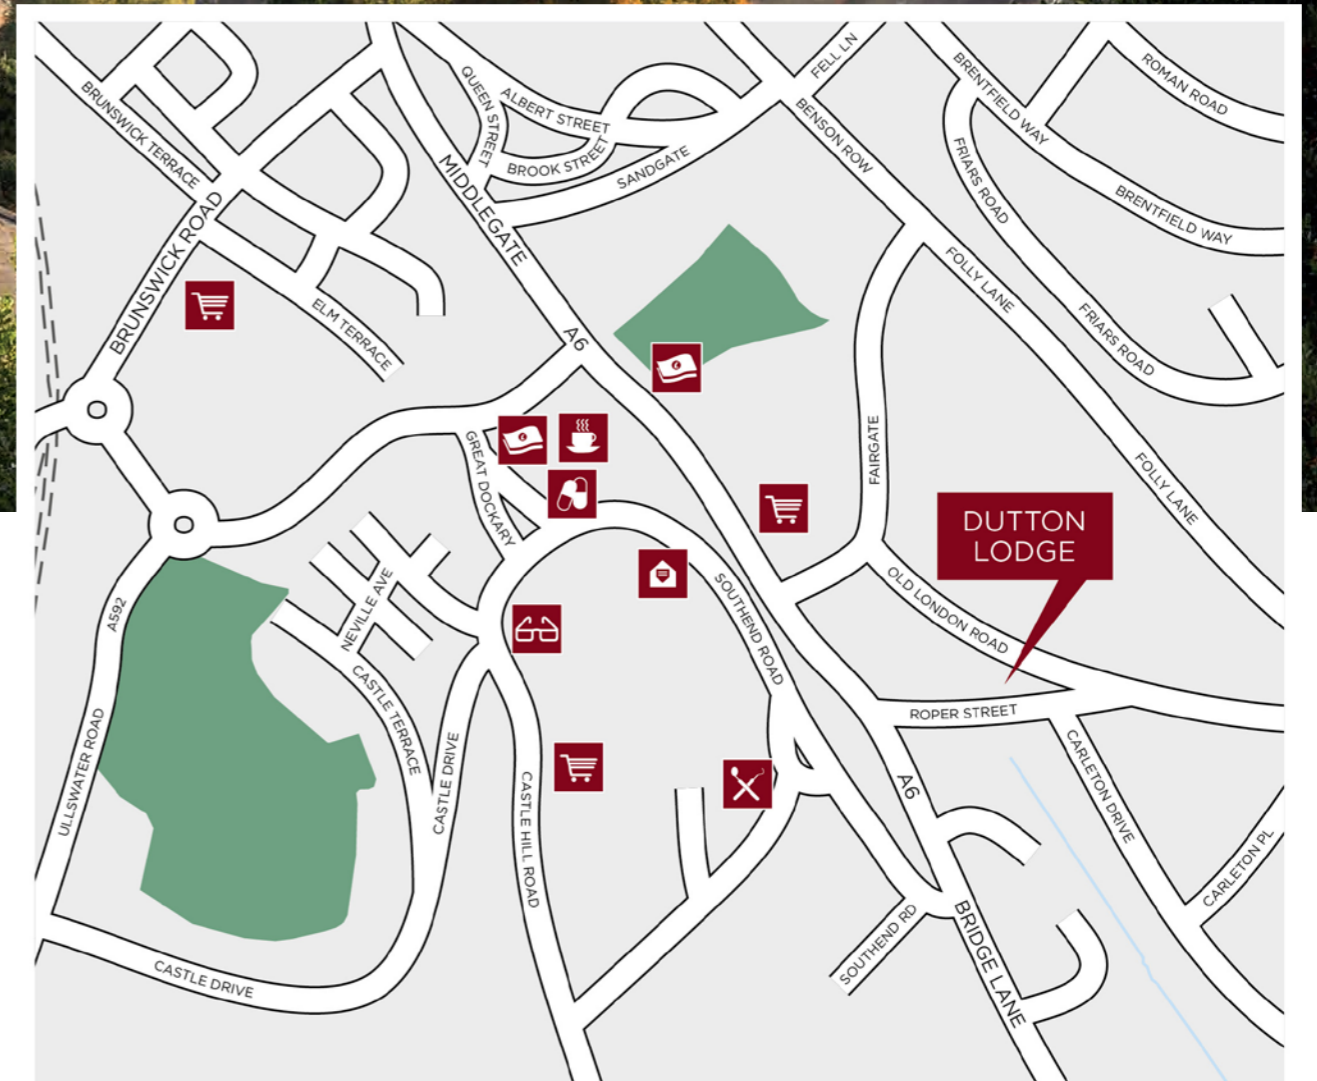 FELL LN
ROMAN ROAD
BRENTFIELD WAY
QUEEN STREET
ALBERT STREET
BRUNSWICK TERRACE
BENSON ROW
BROOK STREET
SANDGATE
FRIARS ROAD
MIDDLEGATE
BRENTFIELD WAY
BRUNSWICK ROAD
FOLLY LANE
ELM TERRACE
A6
FRIARS ROAD
FAIRGATE
GREAT DOCKARY
FOLLY LANE
DUTTON
LODGE
A592
NEVILLE AVE
SOUTHEND ROAD
OLD LONDON ROAD
CASTLE TERRACE
ROPER STREET
ULLSWATER ROAD
CASTLE DRIVE
CASTLE HILL ROAD
A6
CARLETON DRIVE
CARLETON PL
SOUTHEND RD
BRIDGE LANE
CASTLE DRIVE